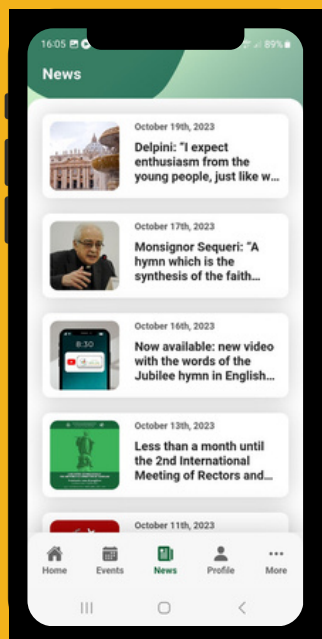 16:05
89%
News
October 19th, 2023
Delpini: "I expect
enthusiasm from the
young people, just like w...
October 17th, 2023
Monsignor Sequeri: "A
hymn which is the
synthesis of the faith...
8:30
October 16th, 2023
Now available: new video
with the words of the
Jubilee hymn in English...
October 13th, 2023
Less than a month until
the 2nd International
Meeting of Rectors and...
October 11th, 2023
Home Events News Profile More